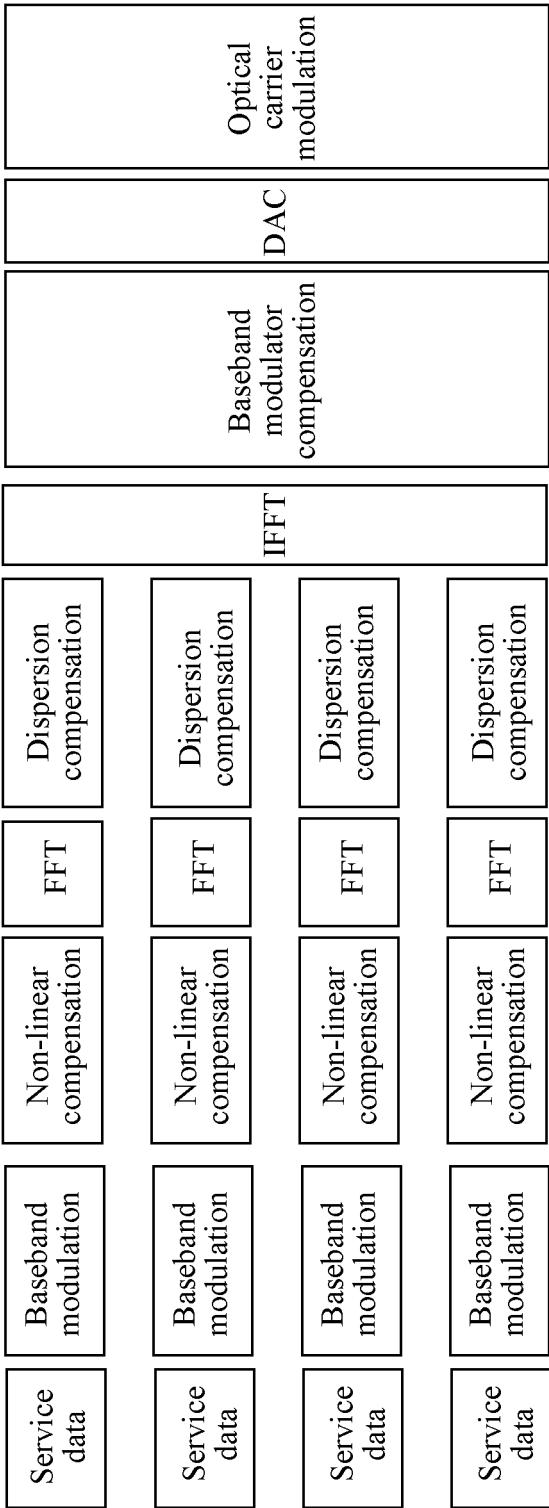 Service
data
Baseband
modulation
Non-linear
compensation
FFT
Dispersion
compensation
Service
data
Baseband
modulation
Non-linear
compensation
FFT
Dispersion
compensation
Service
data
Baseband
modulation
Non-linear
compensation
FFT
Dispersion
compensation
Service
data
Baseband
modulation
Non-linear
compensation
FFT
Dispersion
compensation
IFFT
Baseband
modulator
compensation
DAC
Optical
carrier
modulation